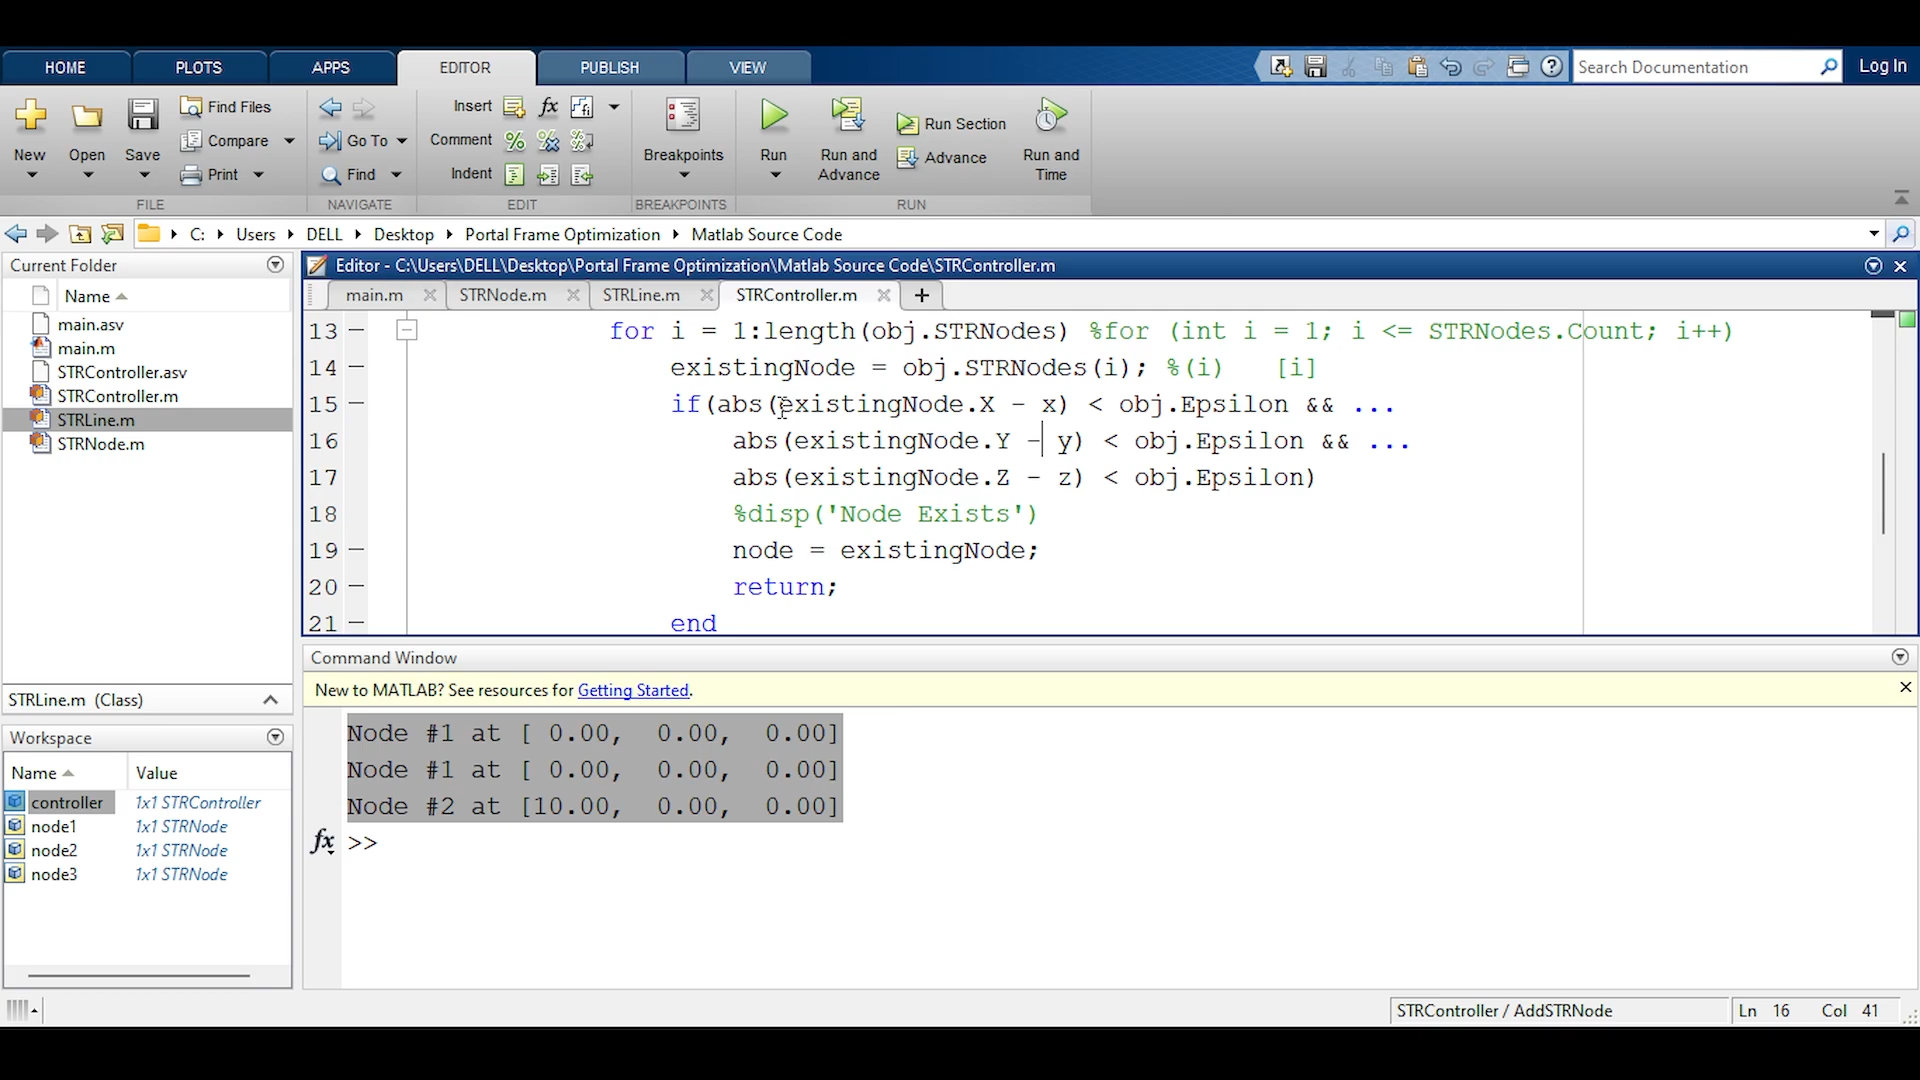 HOME PLOTS APPS EDITOR PUBLISH VIEW Search Documentation Log In
New Open Save Find Files Compare Print Go To Find Insert Comment Indent Breakpoints Run Run and Advance Run Section Advance Run and Time
FILE NAVIGATE EDIT BREAKPOINTS RUN
C: Users DELL Desktop Portal Frame Optimization Matlab Source Code
Current Folder
Name
main.asv
main.m
STRController.asv
STRController.m
STRLine.m
STRNode.m
STRLine.m (Class)
Workspace
Name Value
controller 1x1 STRController
node1 1x1 STRNode
node2 1x1 STRNode
node3 1x1 STRNode
Editor - C:\Users\DELL\Desktop\Portal Frame Optimization\Matlab Source Code\STRController.m
main.m STRNode.m STRLine.m STRController.m +
13 for i = 1:length(obj.STRNodes) %for (int i = 1; i <= STRNodes.Count; i++)
14 existingNode = obj.STRNodes(i); %(i) [i]
15 if(abs(existingNode.X - x) < obj.Epsilon && ...
16 abs(existingNode.Y - y) < obj.Epsilon && ...
17 abs(existingNode.Z - z) < obj.Epsilon)
18 %disp('Node Exists')
19 node = existingNode;
20 return;
21 end
Command Window
New to MATLAB? See resources for Getting Started.
Node #1 at [ 0.00, 0.00, 0.00]
Node #1 at [ 0.00, 0.00, 0.00]
Node #2 at [10.00, 0.00, 0.00]
fx >>
STRController / AddSTRNode Ln 16 Col 41